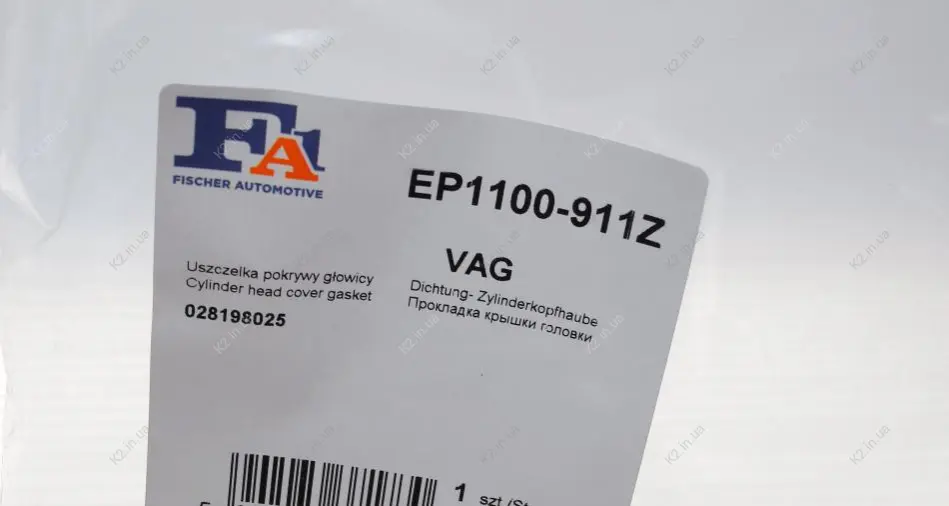 FA1
FISCHER AUTOMOTIVE
EP1100-911Z
VAG
Uszczelka pokrywy głowicy
Cylinder head cover gasket
028198025
Dichtung- Zylinderkopfhaube
Прокладка крышки головки
1 szt
K2.in.ua